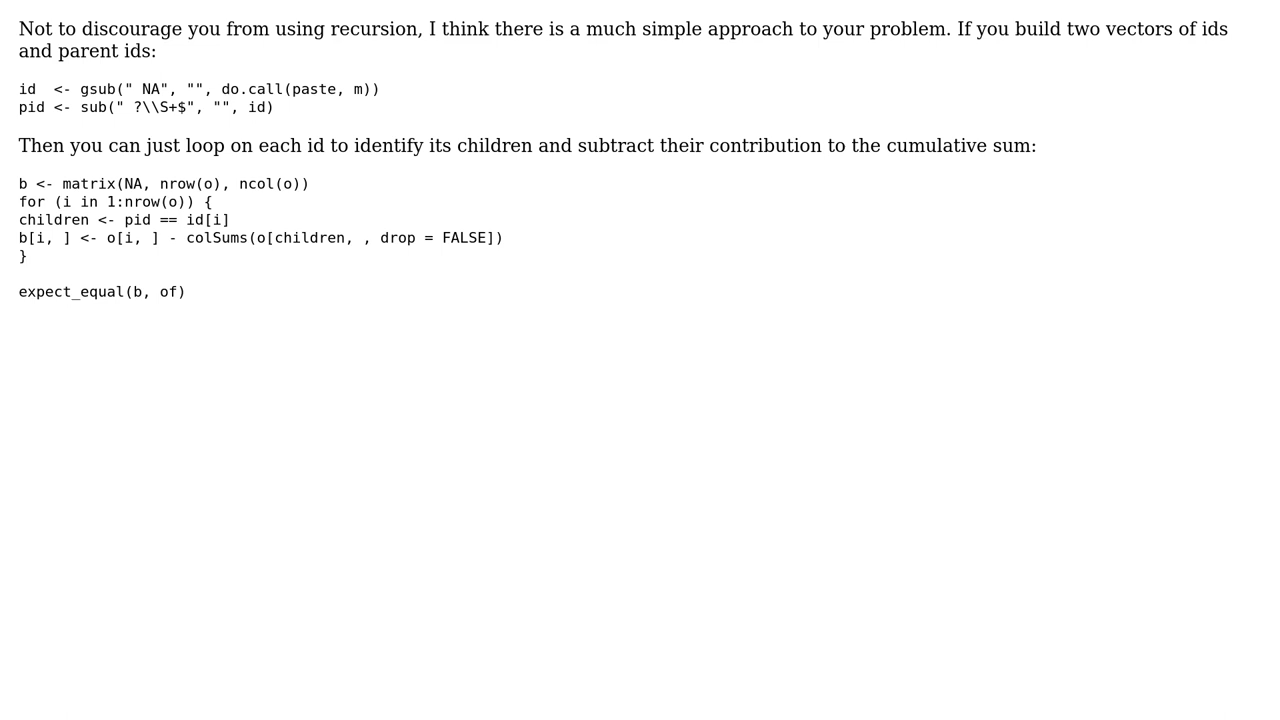 Not to discourage you from using recursion, I think there is a much simple approach to your problem. If you build two vectors of ids
and parent ids:
id  <- gsub(" NA", "", do.call(paste, m))
pid <- sub(" ?\\S+$", "", id)
Then you can just loop on each id to identify its children and subtract their contribution to the cumulative sum:
b <- matrix(NA, nrow(o), ncol(o))
for (i in 1:nrow(o)) {
children <- pid == id[i]
b[i, ] <- o[i, ] - colSums(o[children, , drop = FALSE])
}
expect_equal(b, of)